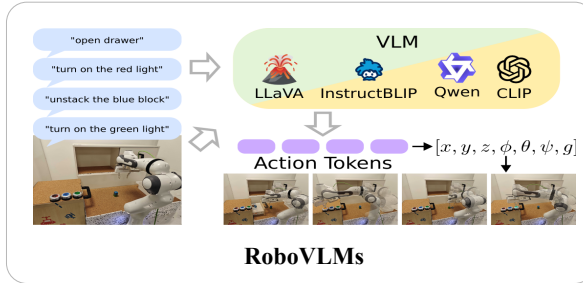 "open drawer"
"turn on the red light"
"unstack the blue block"
"turn on the green light"
VLM
LLaVA
InstructBLIP
Qwen
CLIP
Action Tokens
[x, y, z, ϕ, θ, ψ, g]
RoboVLMs